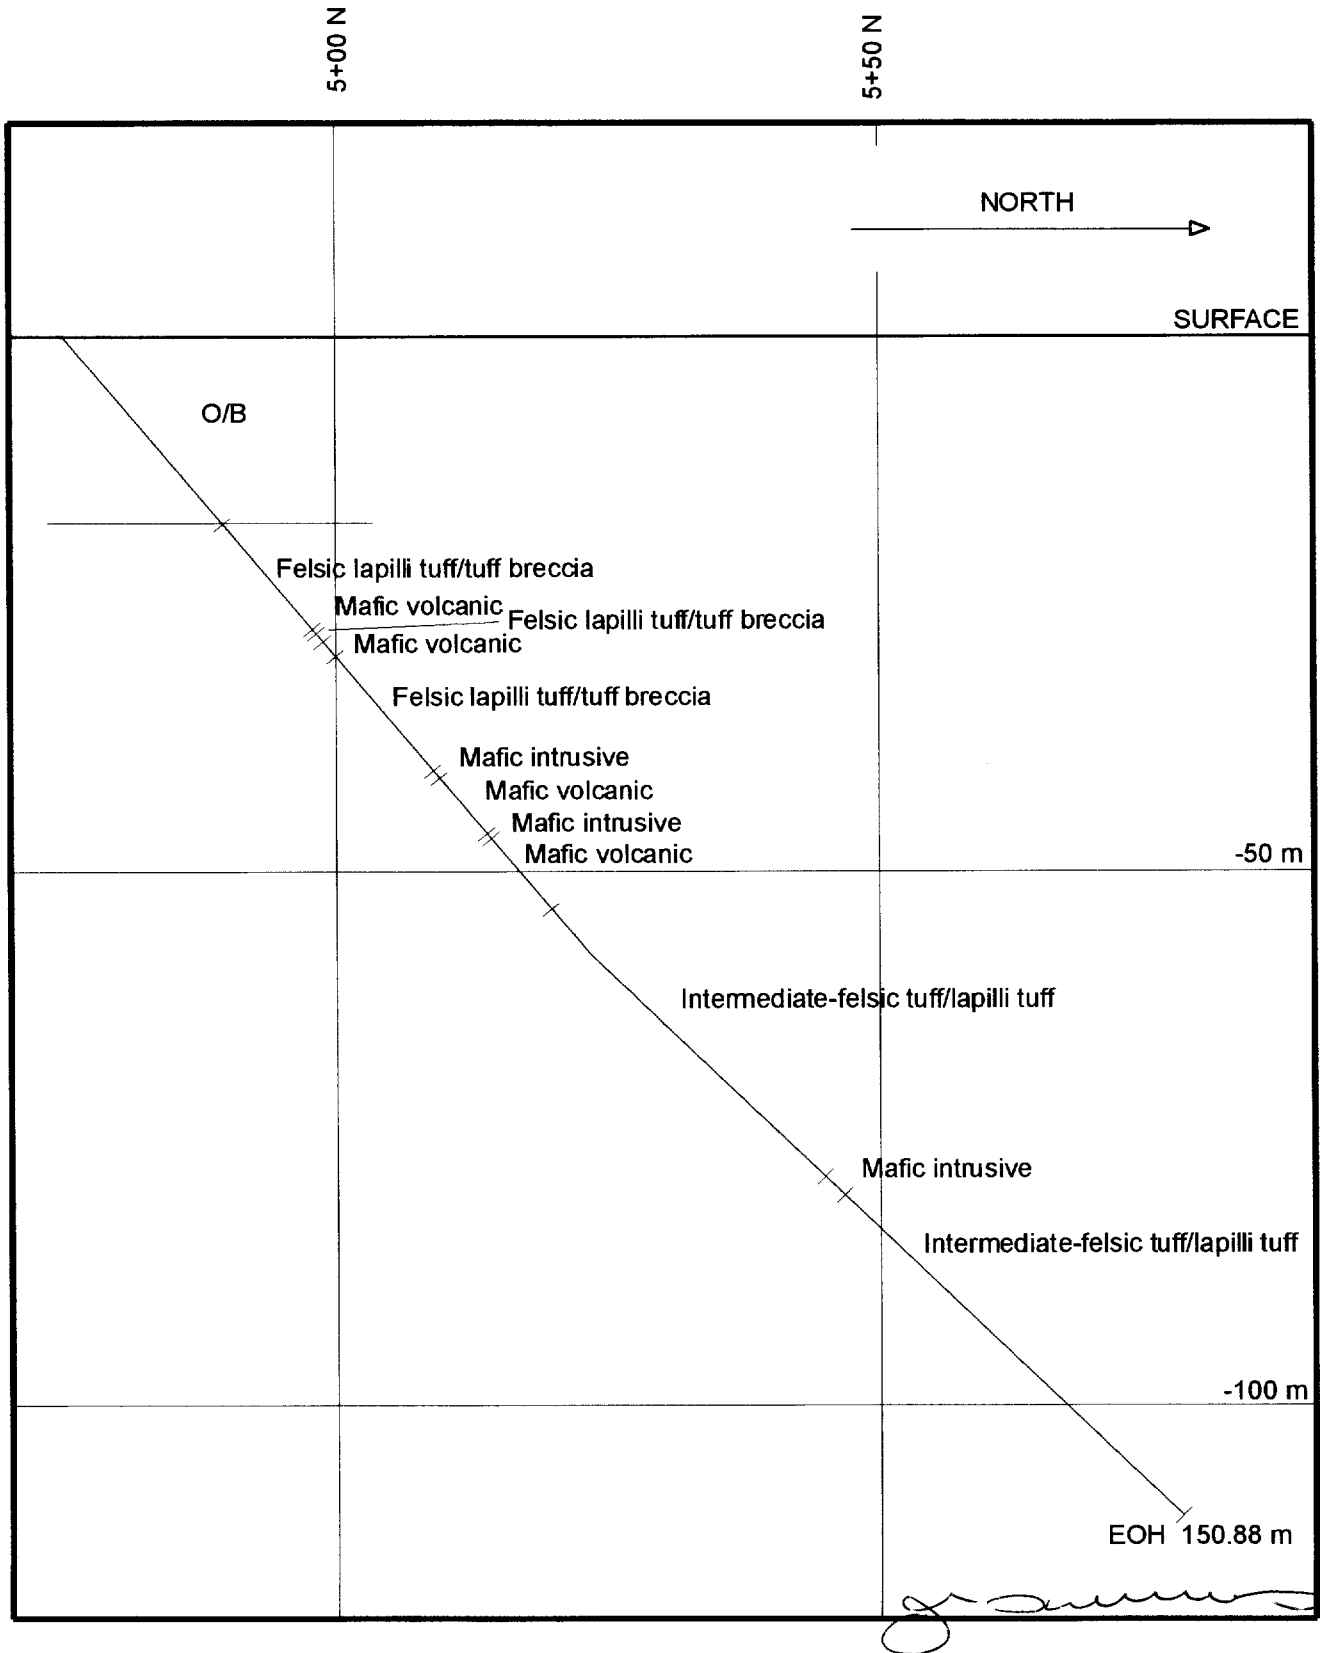 5+00 N
5+50 N
NORTH
SURFACE
O/B
Felsic lapilli tuff/tuff breccia
Mafic volcanic
Felsic lapilli tuff/tuff breccia
Mafic volcanic
Felsic lapilli tuff/tuff breccia
Mafic intrusive
Mafic volcanic
Mafic intrusive
Mafic volcanic
-50 m
Intermediate-felsic tuff/lapilli tuff
Mafic intrusive
Intermediate-felsic tuff/lapilli tuff
-100 m
EOH 150.88 m